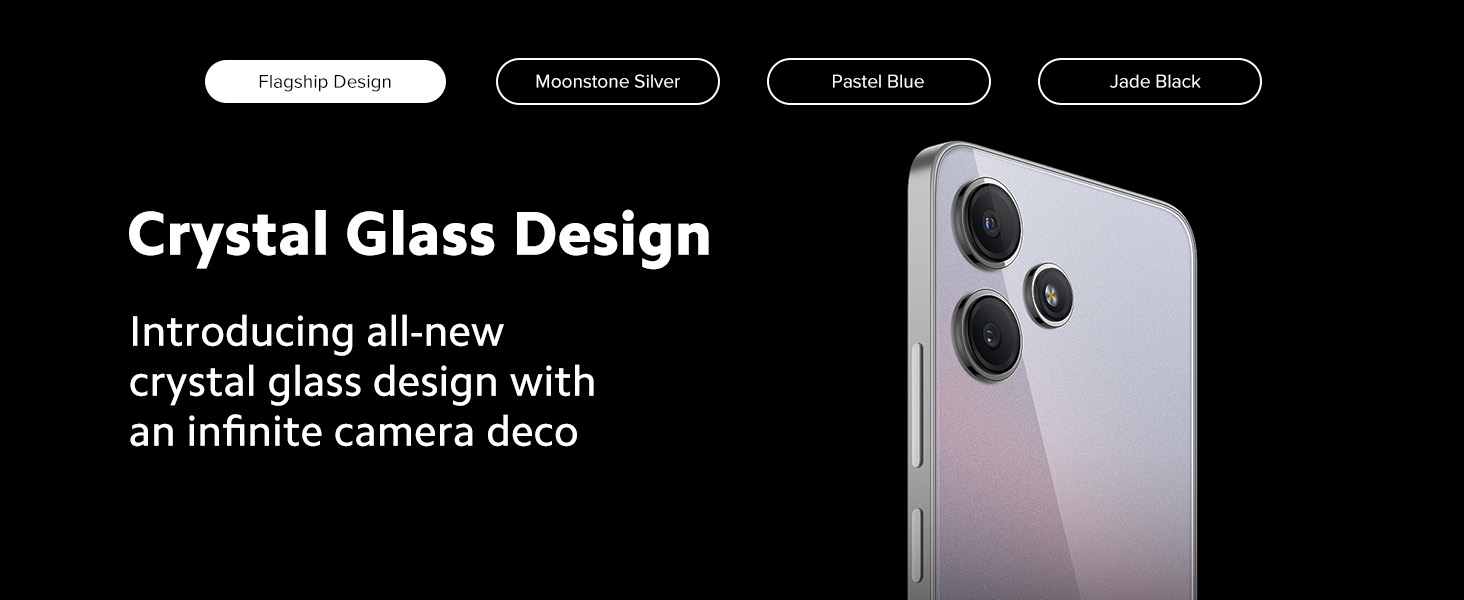 Flagship Design
Moonstone Silver
Pastel Blue
Jade Black
Crystal Glass Design
Introducing all-new
crystal glass design with
an infinite camera deco